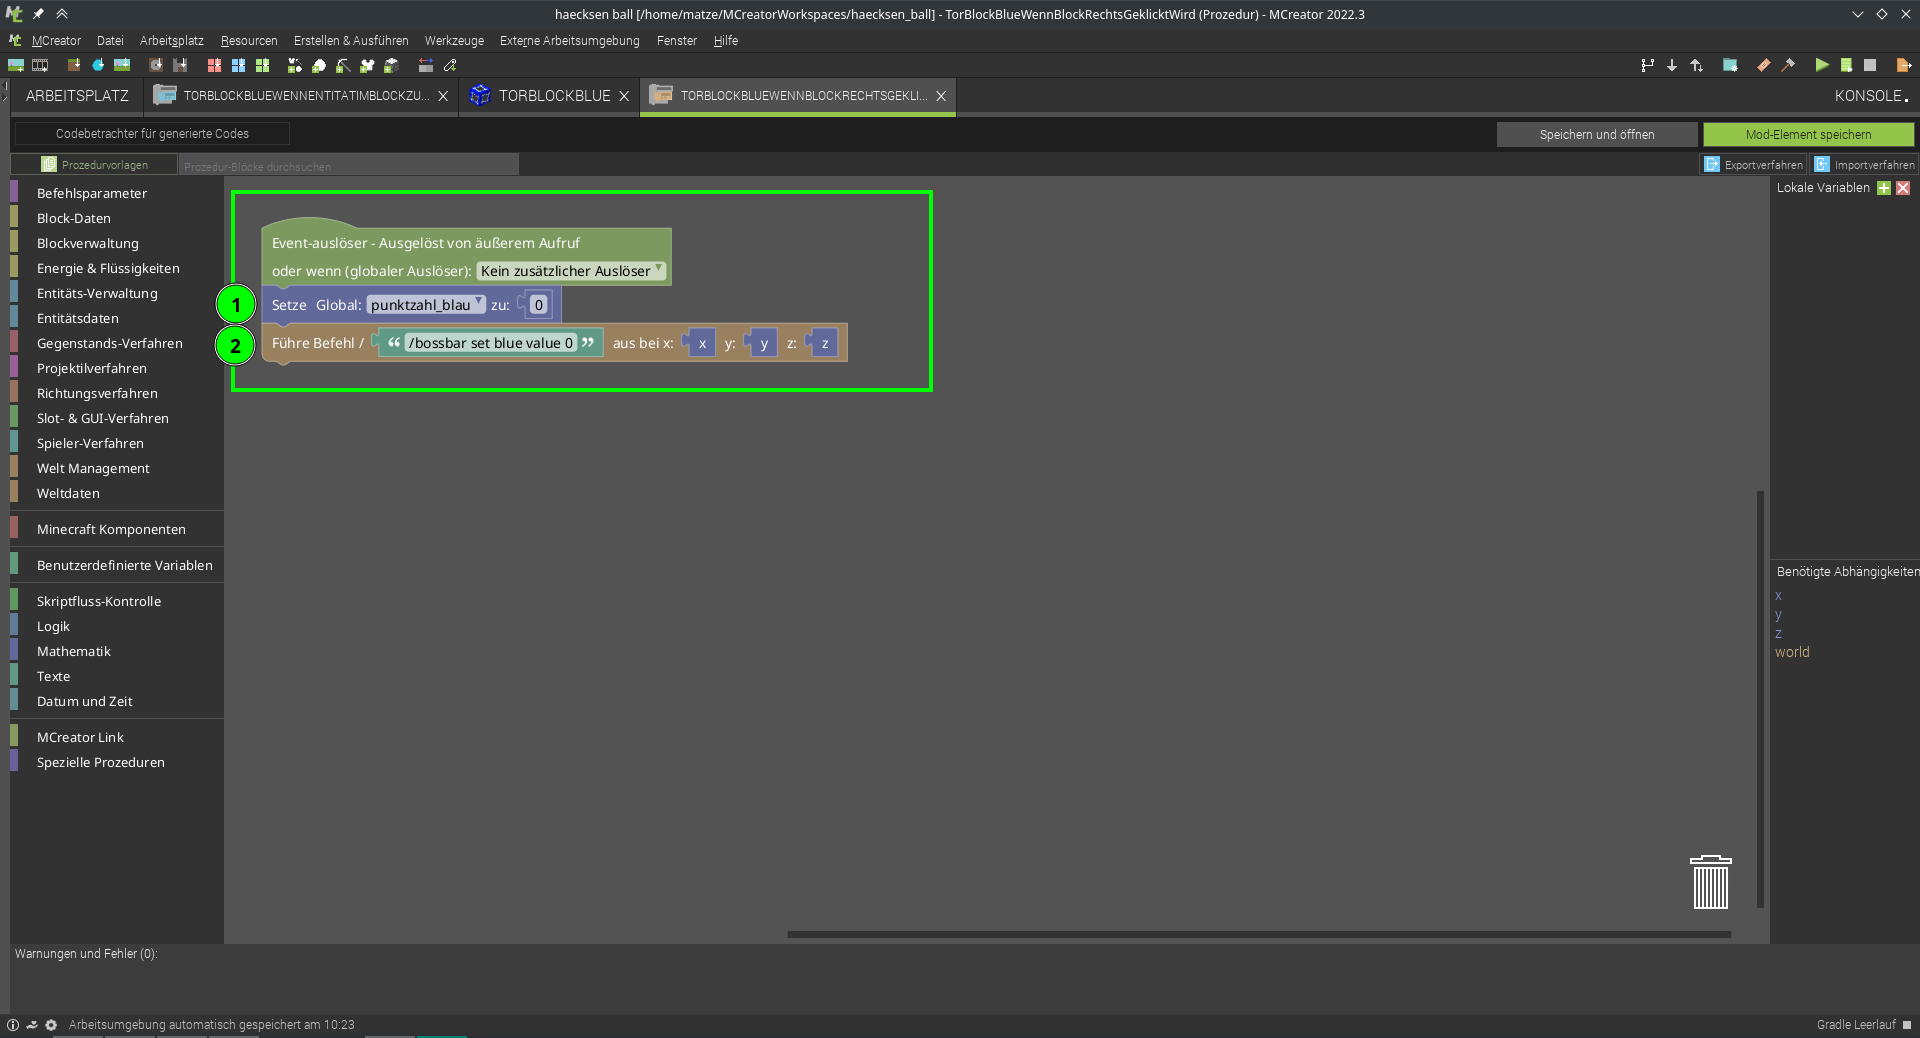 haecksen ball [/home/matze/MCreatorWorkspaces/haecksen_ball] - TorBlockBlueWennBlockRechtsGeklicktWird (Prozedur) - MCreator 2022.3
MCreator Datei Arbeitsplatz Resourcen Erstellen & Ausführen Werkzeuge Externe Arbeitsumgebung Fenster Hilfe
ARBEITSPLATZ TORBLOCKBLUEWENNENTITATIMBLOCKZU... TORBLOCKBLUE TORBLOCKBLUEWENNBLOCKRECHTSGEKLI... KONSOLE
Codebetrachter für generierte Codes Speichern und öffnen Mod-Element speichern
Prozedurvorlagen Prozedur-Blöcke durchsuchen Exportverfahren Importverfahren
Befehlsparameter
Block-Daten
Blockverwaltung
Energie & Flüssigkeiten
Entitäts-Verwaltung
Entitätsdaten
Gegenstands-Verfahren
Projektilverfahren
Richtungsverfahren
Slot- & GUI-Verfahren
Spieler-Verfahren
Welt Management
Weltdaten
Minecraft Komponenten
Benutzerdefinierte Variablen
Skriptfluss-Kontrolle
Logik
Mathematik
Texte
Datum und Zeit
MCreator Link
Spezielle Prozeduren
Event-auslöser - Ausgelöst von äußerem Aufruf
oder wenn (globaler Auslöser): Kein zusätzlicher Auslöser
1 Setze Global: punktzahl_blau zu: 0
2 Führe Befehl / “ /bossbar set blue value 0 ” aus bei x: x y: y z: z
Lokale Variablen
Benötigte Abhängigkeiten
x
y
z
world
Warnungen und Fehler (0):
Arbeitsumgebung automatisch gespeichert am 10:23 Gradle Leerlauf